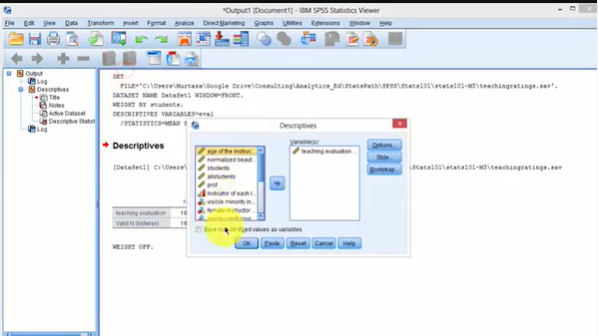 *Output1 [Document1] - IBM SPSS Statistics Viewer
File Edit View Data Transform Insert Format Analyze Direct Marketing Graphs Utilities Add-ons Window Help
Output
Log
Descriptives
Title
Notes
Active Dataset
Descriptive Statist
Log
GET
FILE='C:\Users\Murtaza\Google Drive\Consulting\Analytics_Ed\StatsPath\SPSS\Stats101\stats101-M5\teachingratings.sav'.
DATASET NAME DataSet1 WINDOW=FRONT.
WEIGHT BY students.
DESCRIPTIVES VARIABLES=eval
/STATISTICS=MEAN
Descriptives
[DataSet1] C:\Users
Stats101\stats101-M5\teachingratings.sav
teaching evaluation 16
Valid N (listwise) 16
WEIGHT OFF.
Descriptives
Variable(s):
age of the instruc...
normalized beaut...
students
allstudents
prof
indicator of each i...
visible minority in...
female instructor
teaching evaluation ...
Options...
Style...
Bootstrap...
Save standardized values as variables
OK Paste Reset Cancel Help